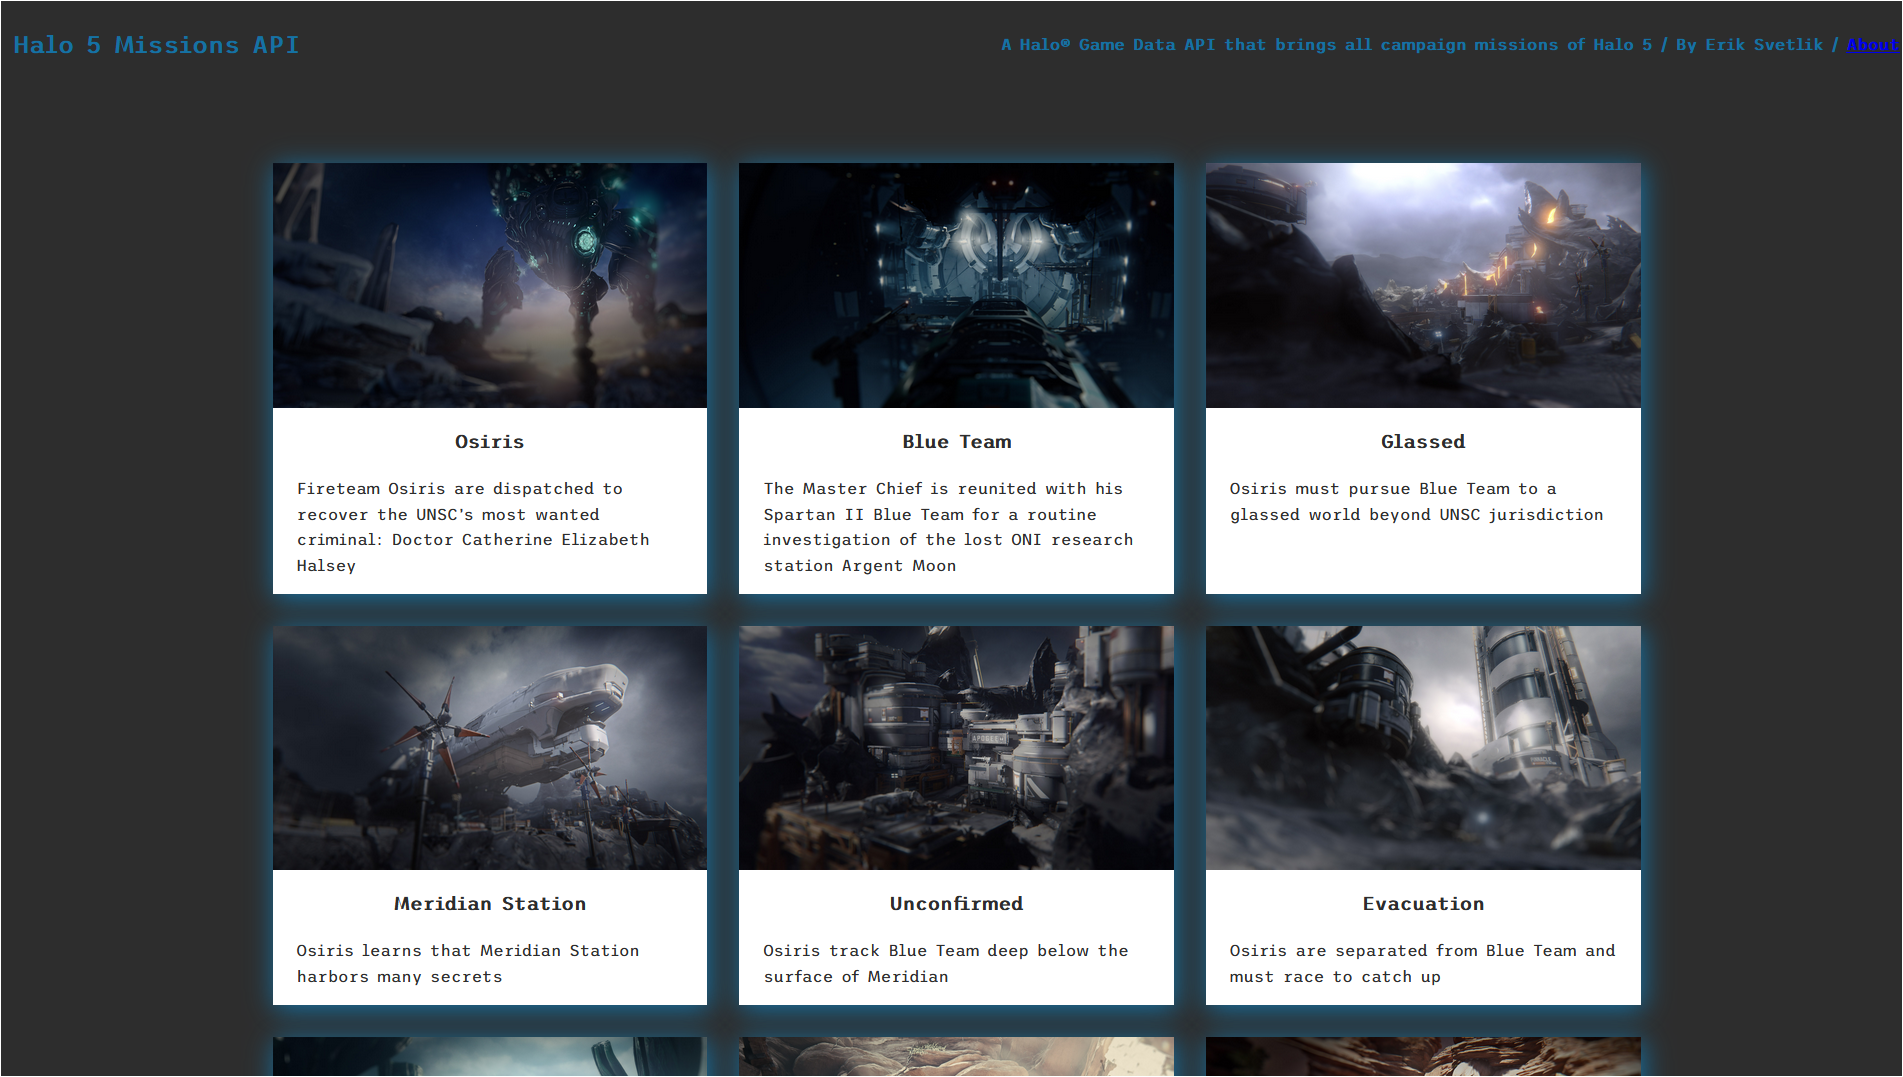 Halo 5 Missions API
A Halo® Game Data API that brings all campaign missions of Halo 5 / By Erik Svetlik / About
Osiris
Fireteam Osiris are dispatched to
recover the UNSC's most wanted
criminal: Doctor Catherine Elizabeth
Halsey
Blue Team
The Master Chief is reunited with his
Spartan II Blue Team for a routine
investigation of the lost ONI research
station Argent Moon
Glassed
Osiris must pursue Blue Team to a
glassed world beyond UNSC jurisdiction
APOGEE
PINNACLE
Meridian Station
Osiris learns that Meridian Station
harbors many secrets
Unconfirmed
Osiris track Blue Team deep below the
surface of Meridian
Evacuation
Osiris are separated from Blue Team and
must race to catch up